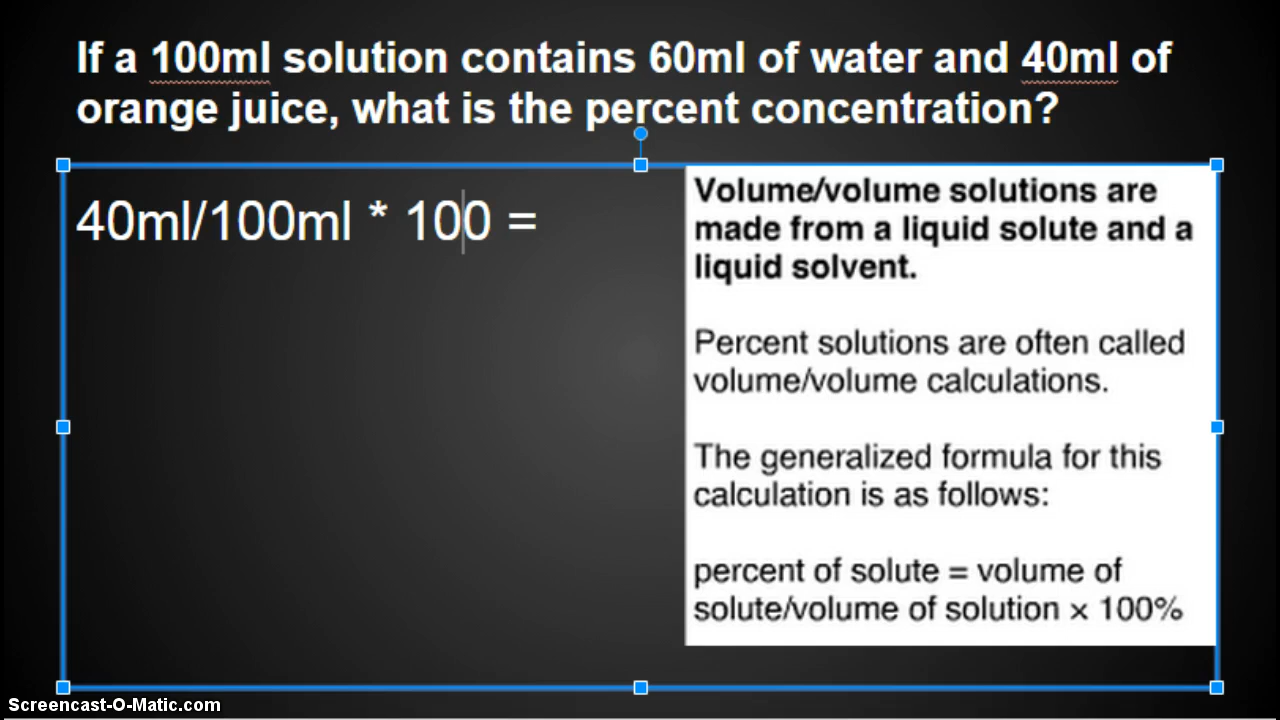 If a 100ml solution contains 60ml of water and 40ml of
orange juice, what is the percent concentration?
40ml/100ml * 100 =
Volume/volume solutions are
made from a liquid solute and a
liquid solvent.
Percent solutions are often called
volume/volume calculations.
The generalized formula for this
calculation is as follows:
percent of solute = volume of
solute/volume of solution × 100%
Screencast-O-Matic.com